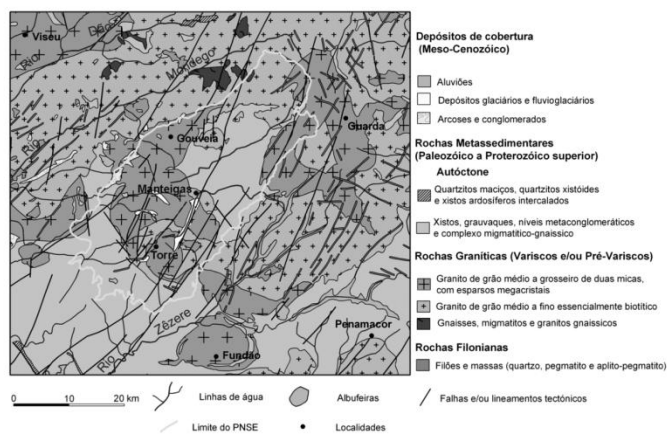 Viseu
Rio
Dão
Mondego
Rio
Gouveia
Guarda
Manteigas
Torre
Rio Zêzere
Penamacor
Fundão
Depósitos de cobertura
(Meso-Cenozóico)
Aluviões
Depósitos glaciários e fluvioglaciários
Arcoses e conglomerados
Rochas Metassedimentares
(Paleozóico a Proterozóico superior)
Autóctone
Quartzitos maciços, quartzitos xistóides
e xistos ardosíferos intercalados
Xistos, grauvaques, níveis metaconglomeráticos
e complexo migmatítico-gnaissico
Rochas Graníticas (Variscos e/ou Pré-Variscos)
Granito de grão médio a grosseiro de duas micas,
com esparsos megacristais
Granito de grão médio a fino essencialmente biotítico
Gnaisses, migmatitos e granitos gnaissicos
Rochas Filonianas
Filões e massas (quartzo, pegmatito e aplito-pegmatito)
0 10 20 km
Linhas de água
Albufeiras
Falhas e/ou lineamentos tectónicos
Limite do PNSE
Localidades